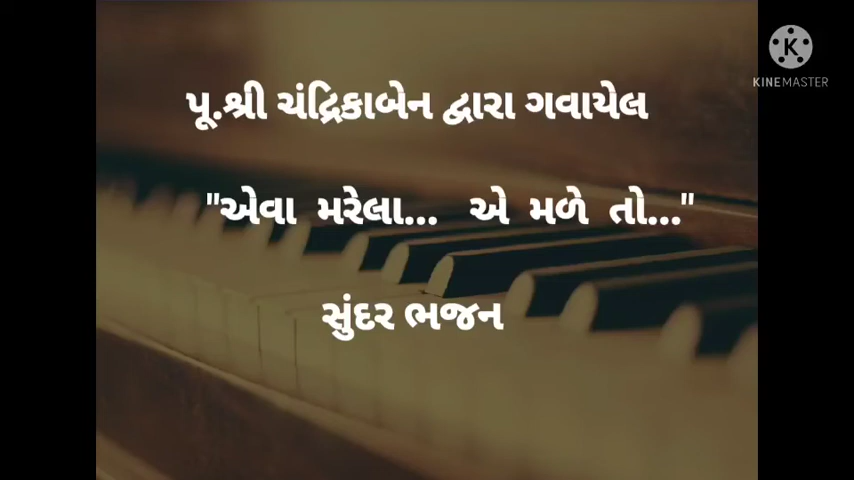 પૂ.શ્રી ચંદ્રિકાબેન દ્વારા ગવાયેલ
"એવા મરેલા... એ મળે તો..."
સુંદર ભજન
K
KINEMASTER